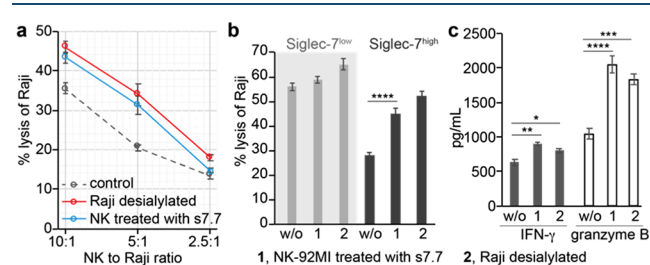 a
50
40
30
20
10
0
% lysis of Raji
control
Raji desialylated
NK treated with s7.7
10:1 5:1 2.5:1
NK to Raji ratio
b
Siglec-7low Siglec-7high
70
60
50
40
30
20
10
0
% lysis of Raji
****
w/o 1 2 w/o 1 2
c
2500
2000
1500
1000
500
0
pg/mL
***
****
*
**
w/o 1 2 w/o 1 2
IFN-γ granzyme B
1, NK-92MI treated with s7.7 2, Raji desialylated